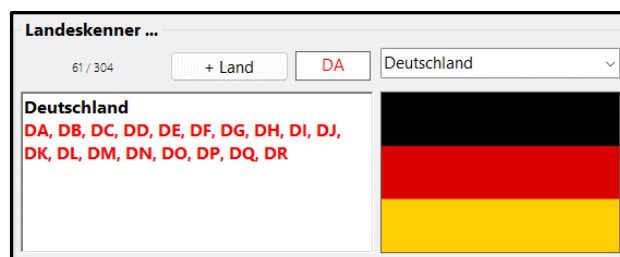 Landeskenner ...
61 / 304
+ Land
DA
Deutschland
Deutschland
DA, DB, DC, DD, DE, DF, DG, DH, DI, DJ,
DK, DL, DM, DN, DO, DP, DQ, DR